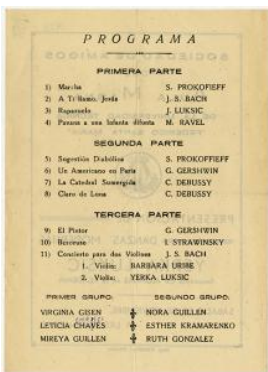 PROGRAMA
PRIMERA PARTE
1) Marcha S. PROKOFIEFF
2) A Ti llamo, Jesús J. S. BACH
3) J. LUKSIC
4) Pavana a una Infanta difunta M. RAVEL
SEGUNDA PARTE
5) Sugestión Diabólica S. PROKOFFIEFF
6) Un Americano en París G. GERSHWIN
7) La Catedral Sumergida C. DEBUSSY
8) Claro de Luna C. DEBUSSY
TERCERA PARTE
9) El Pintor G. GERSHWIN
10) Berceuse I. STRAWINSKY
11) Concierto para dos Violines J. S. BACH
1. Violín: BARBARA URIBE
2. Violín: YERKA LUKSIC
PRIMER GRUPO: SEGUNDO GRUPO:
VIRGINIA GISEN NORA GUILLEN
LETICIA CHAVES ESTHER KRAMARENKO
MIREYA GUILLEN RUTH GONZALEZ